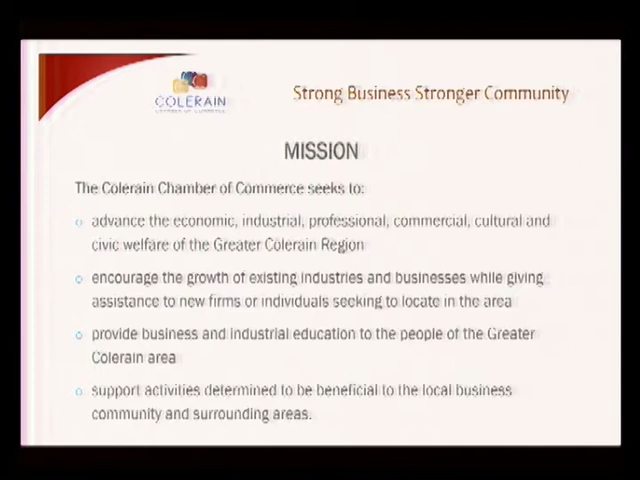 COLERAIN
CHAMBER OF COMMERCE
Strong Business Stronger Community
MISSION
The Colerain Chamber of Commerce seeks to:
advance the economic, industrial, professional, commercial, cultural and
civic welfare of the Greater Colerain Region
encourage the growth of existing industries and businesses while giving
assistance to new firms or individuals seeking to locate in the area
provide business and industrial education to the people of the Greater
Colerain area
support activities determined to be beneficial to the local business
community and surrounding areas.